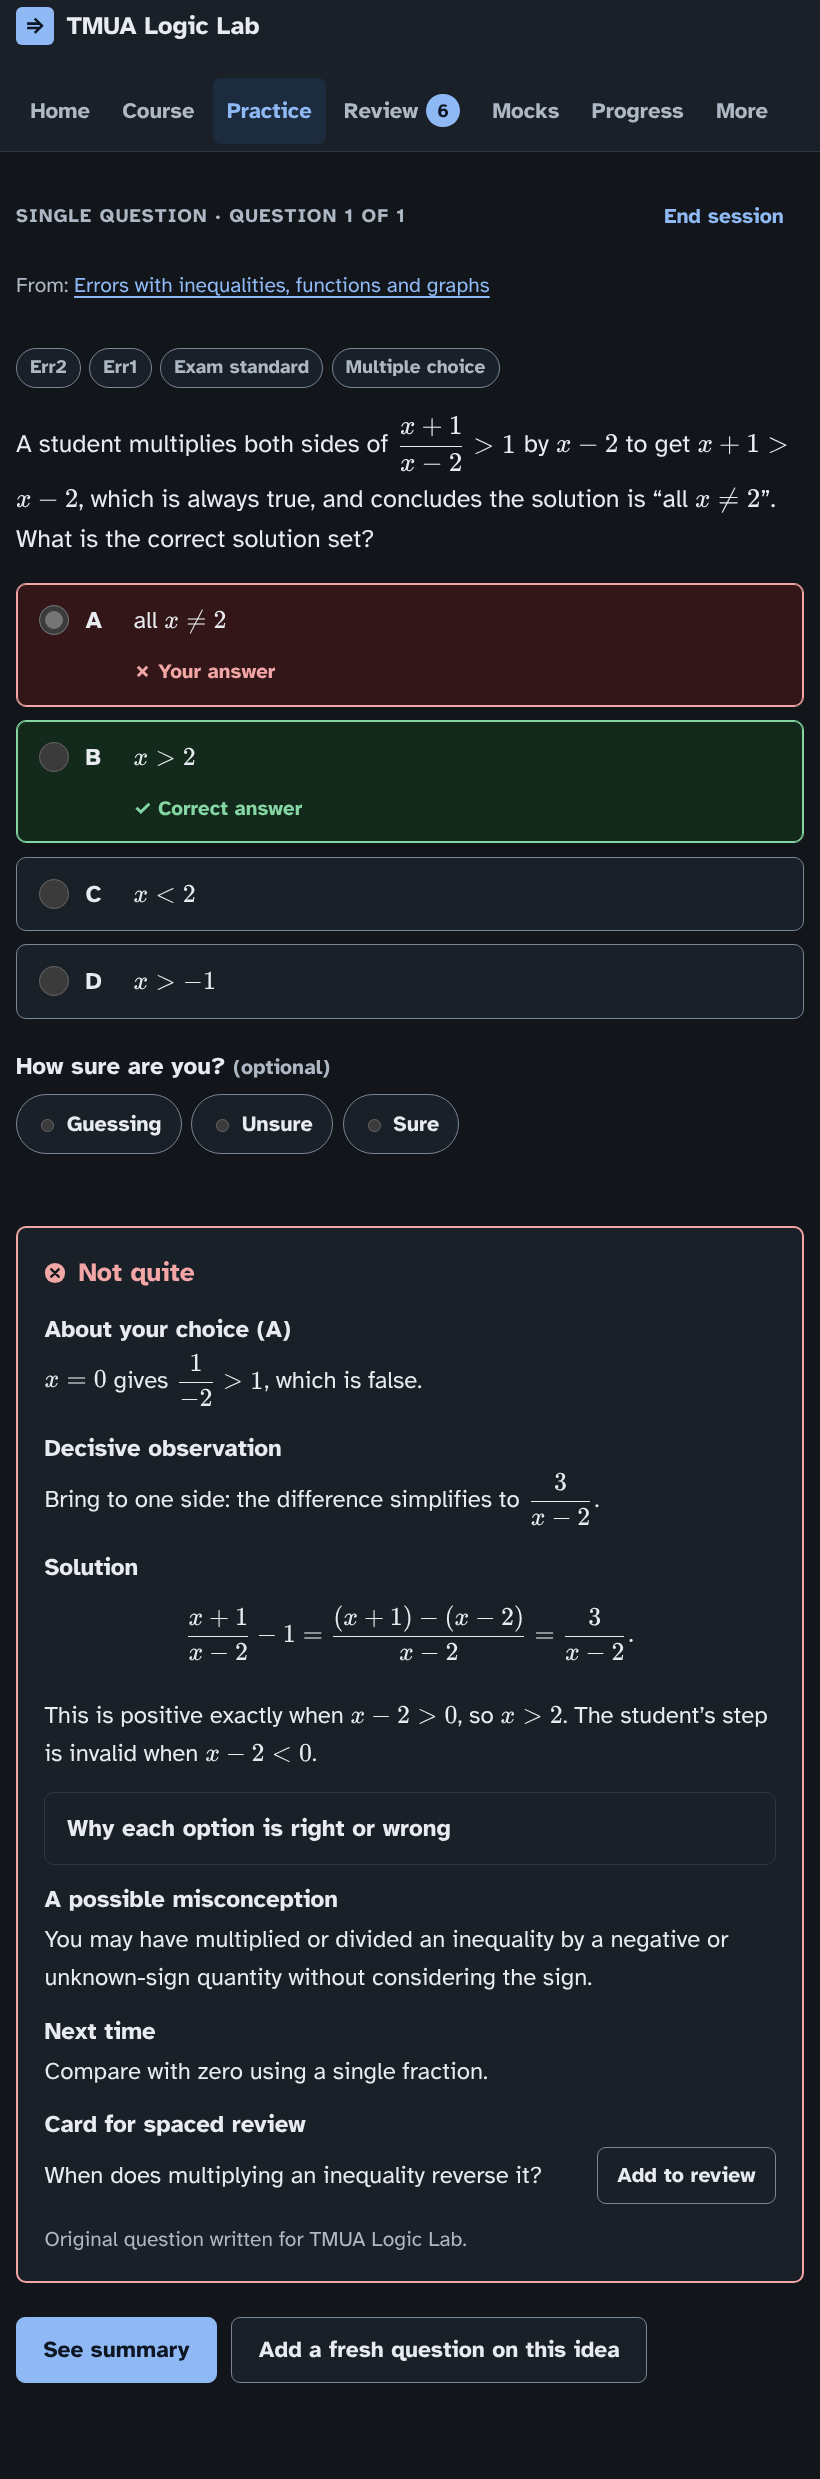 ⇒ TMUA Logic Lab
Home Course Practice Review 6 Mocks Progress More
SINGLE QUESTION · QUESTION 1 OF 1 End session
From: Errors with inequalities, functions and graphs
Err2 Err1 Exam standard Multiple choice
A student multiplies both sides of (x + 1)/(x − 2) > 1 by x − 2 to get x + 1 >
x − 2, which is always true, and concludes the solution is “all x ≠ 2”.
What is the correct solution set?
A all x ≠ 2
× Your answer
B x > 2
✓ Correct answer
C x < 2
D x > −1
How sure are you? (optional)
Guessing Unsure Sure
Not quite
About your choice (A)
x = 0 gives 1/(−2) > 1, which is false.
Decisive observation
Bring to one side: the difference simplifies to 3/(x − 2).
Solution
(x + 1)/(x − 2) − 1 = ((x + 1) − (x − 2))/(x − 2) = 3/(x − 2).
This is positive exactly when x − 2 > 0, so x > 2. The student’s step
is invalid when x − 2 < 0.
Why each option is right or wrong
A possible misconception
You may have multiplied or divided an inequality by a negative or
unknown-sign quantity without considering the sign.
Next time
Compare with zero using a single fraction.
Card for spaced review
When does multiplying an inequality reverse it? Add to review
Original question written for TMUA Logic Lab.
See summary Add a fresh question on this idea